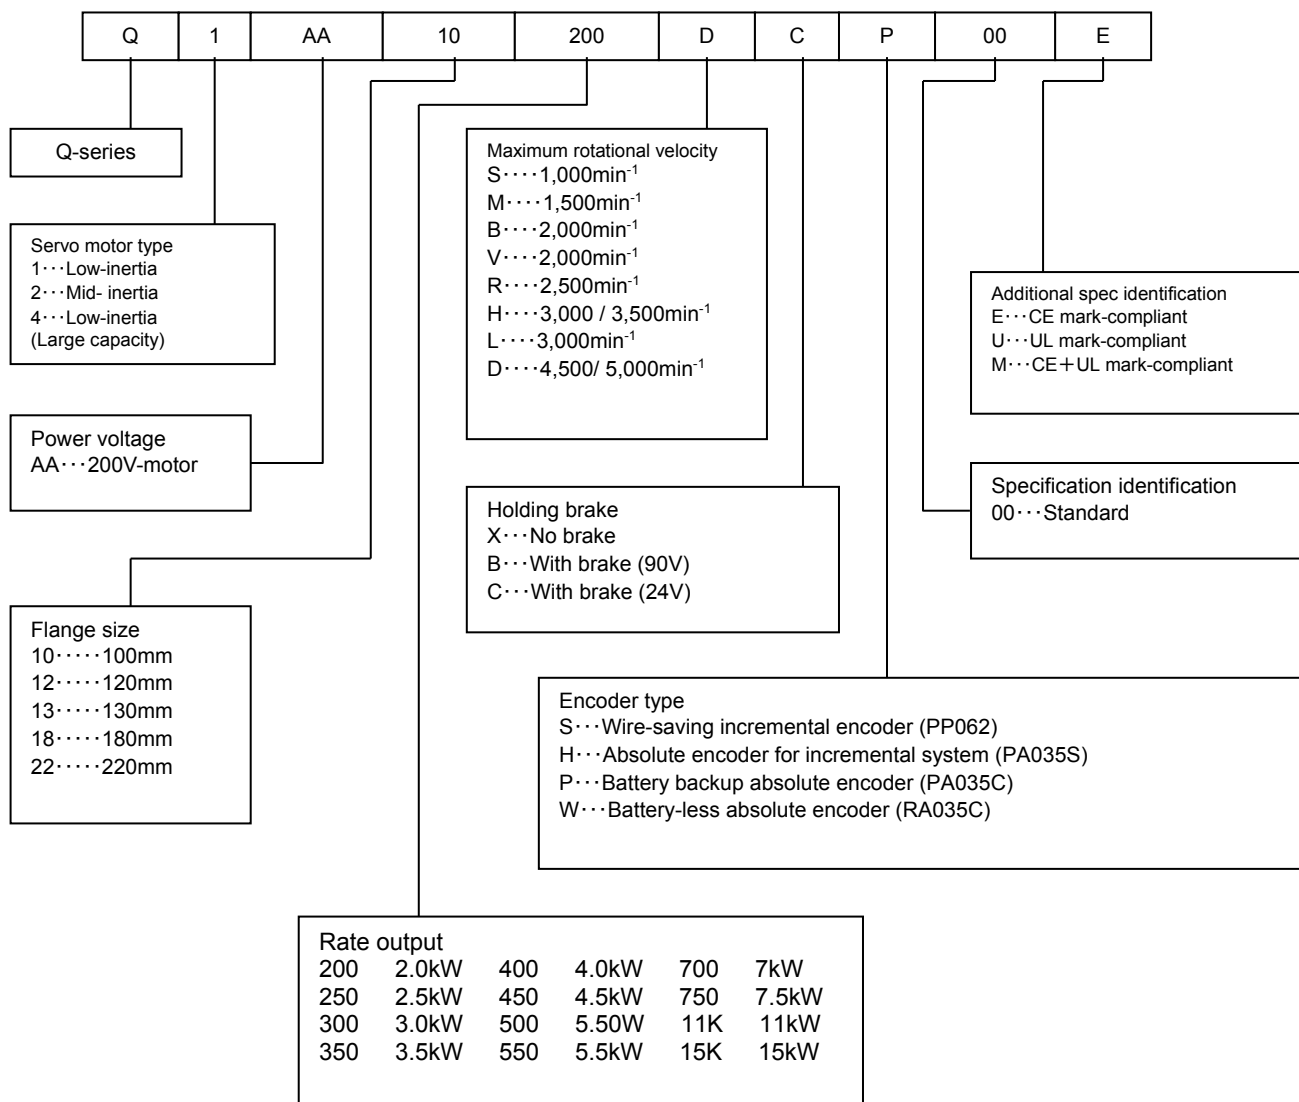 Q 1 AA 10 200 D C P 00 E
Q-series
Servo motor type
1···Low-inertia
2···Mid- inertia
4···Low-inertia
(Large capacity)
Power voltage
AA···200V-motor
Flange size
10·····100mm
12·····120mm
13·····130mm
18·····180mm
22·····220mm
Maximum rotational velocity
S····1,000min⁻¹
M····1,500min⁻¹
B····2,000min⁻¹
V····2,000min⁻¹
R····2,500min⁻¹
H····3,000 / 3,500min⁻¹
L····3,000min⁻¹
D····4,500/ 5,000min⁻¹
Holding brake
X···No brake
B···With brake (90V)
C···With brake (24V)
Additional spec identification
E···CE mark-compliant
U···UL mark-compliant
M···CE＋UL mark-compliant
Specification identification
00···Standard
Encoder type
S···Wire-saving incremental encoder (PP062)
H···Absolute encoder for incremental system (PA035S)
P···Battery backup absolute encoder (PA035C)
W···Battery-less absolute encoder (RA035C)
Rate output
200 2.0kW 400 4.0kW 700 7kW
250 2.5kW 450 4.5kW 750 7.5kW
300 3.0kW 500 5.50W 11K 11kW
350 3.5kW 550 5.5kW 15K 15kW